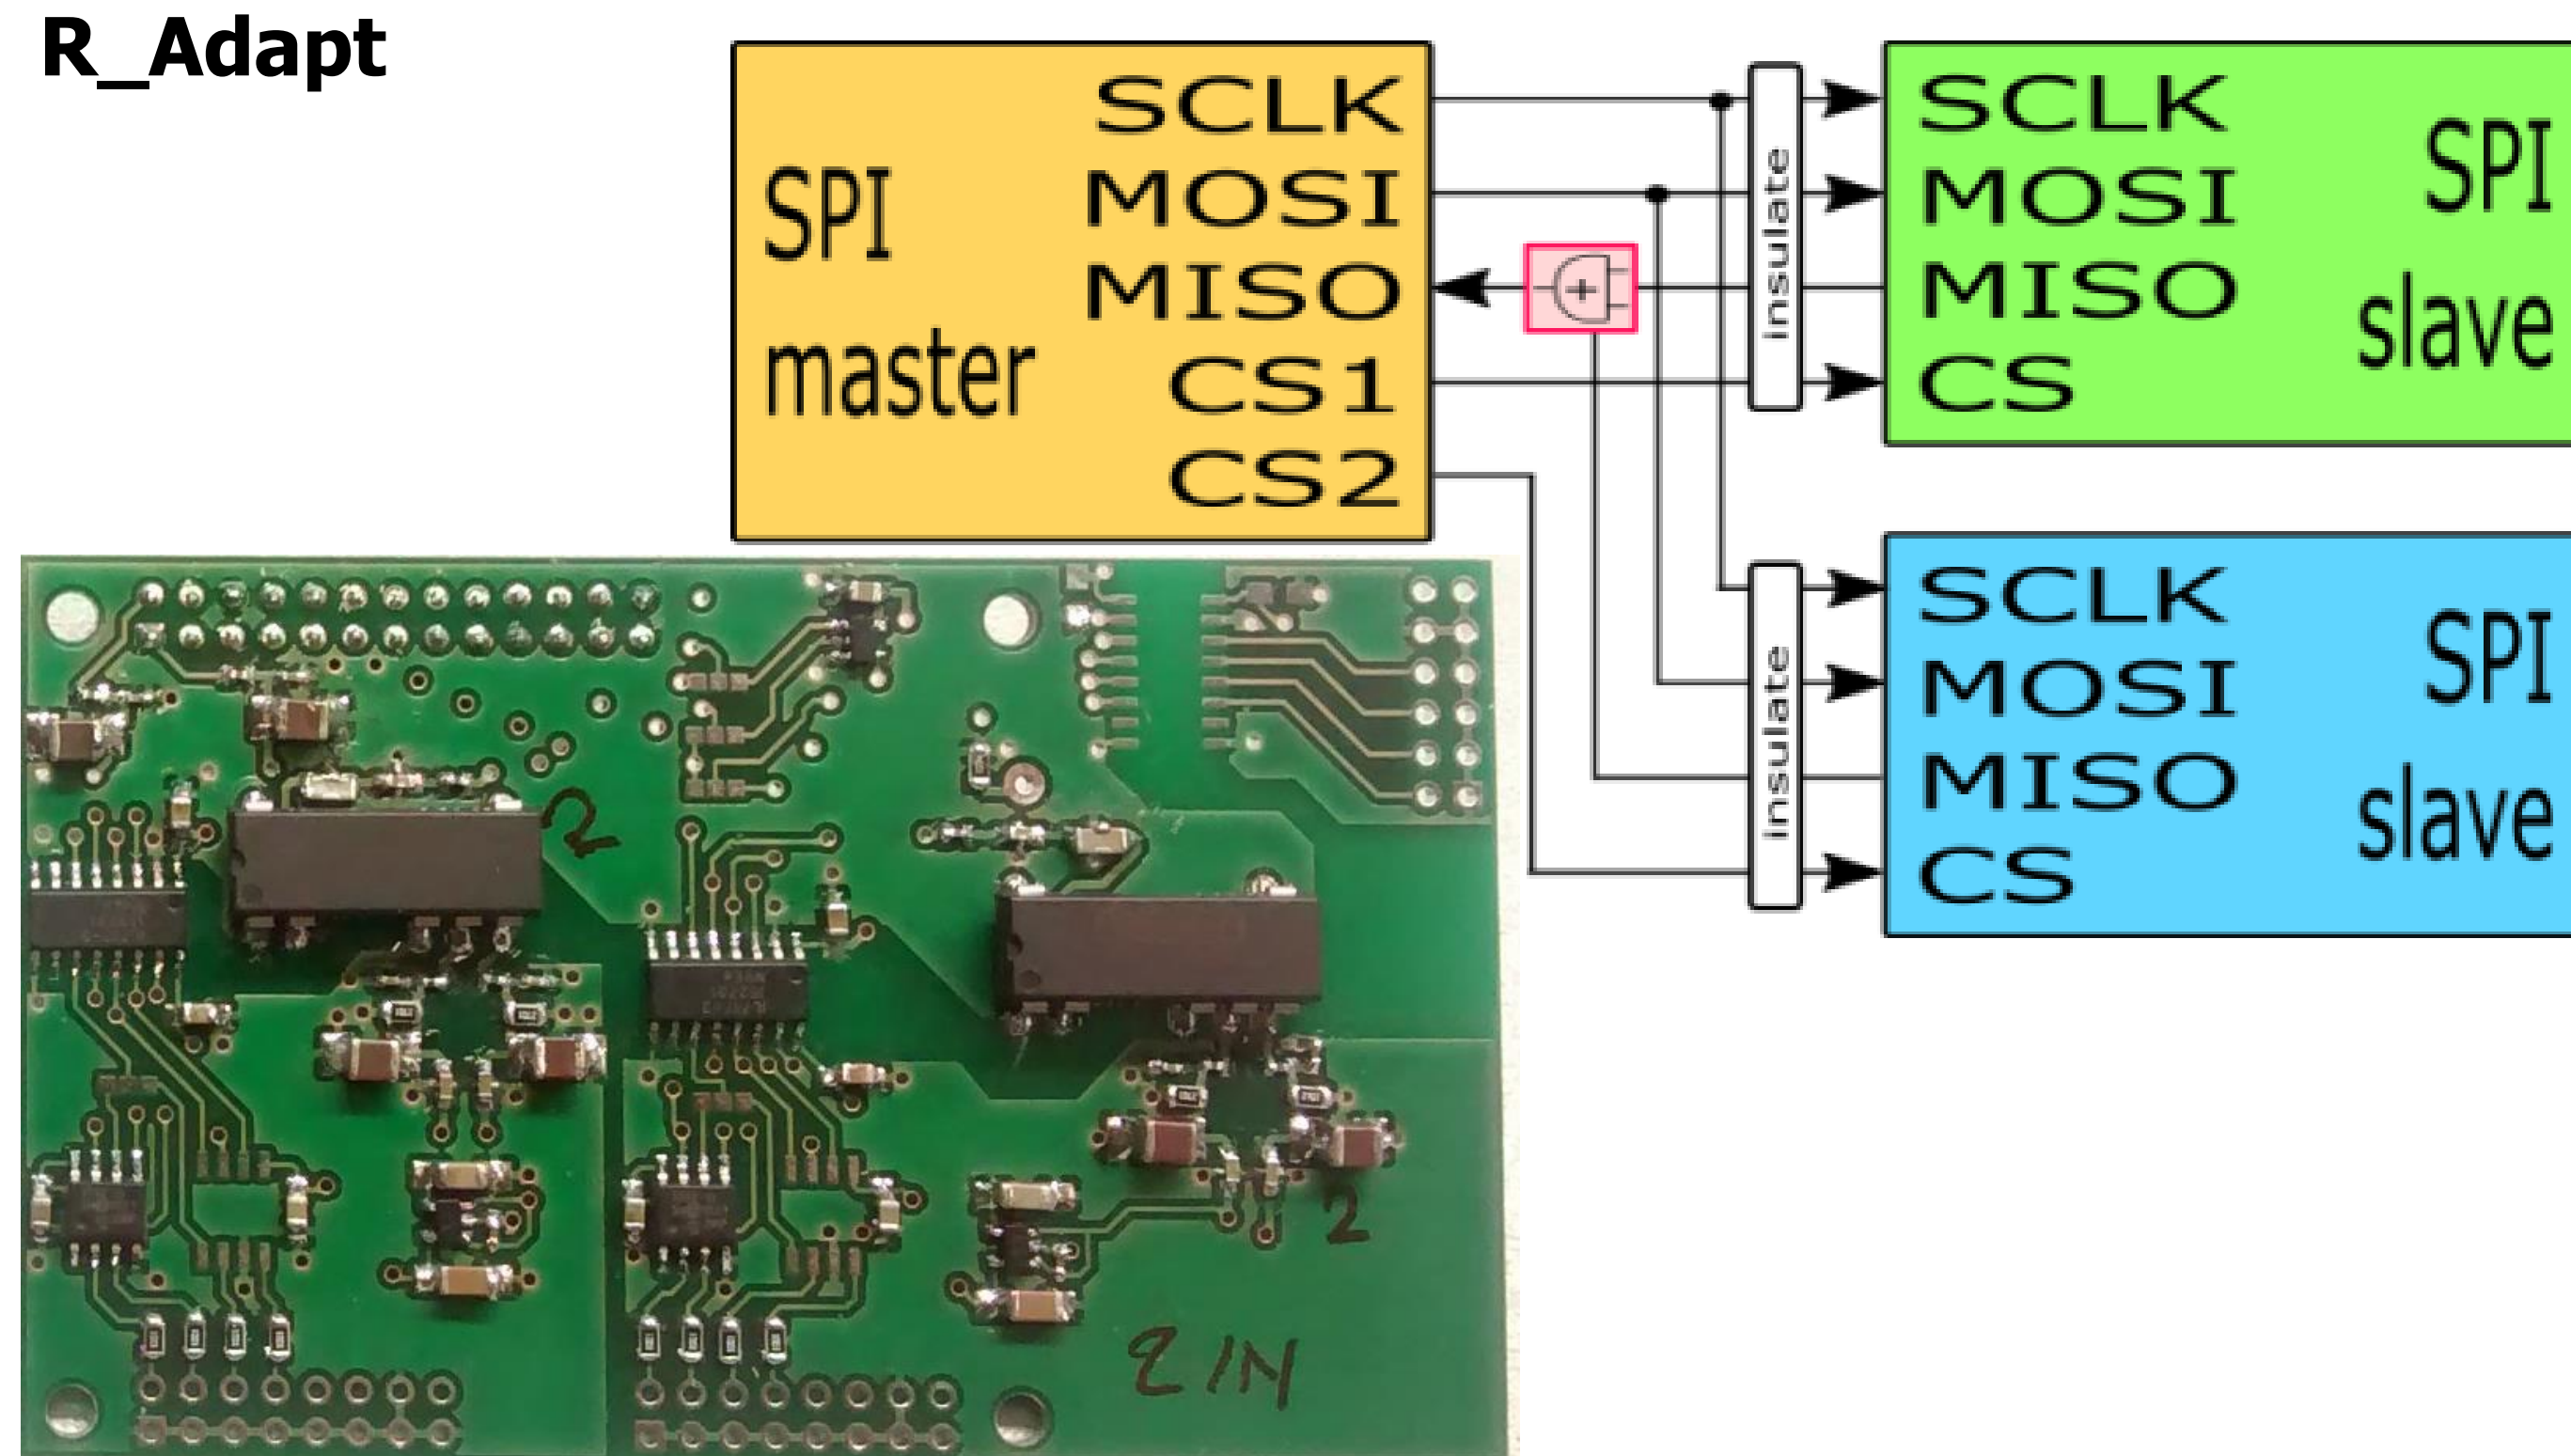 R_Adapt
SPI
master
SCLK
MOSI
MISO
CS1
CS2
+
insulate
SCLK
MOSI
MISO
CS
SPI
slave
insulate
SCLK
MOSI
MISO
CS
SPI
slave
2
2
2/N